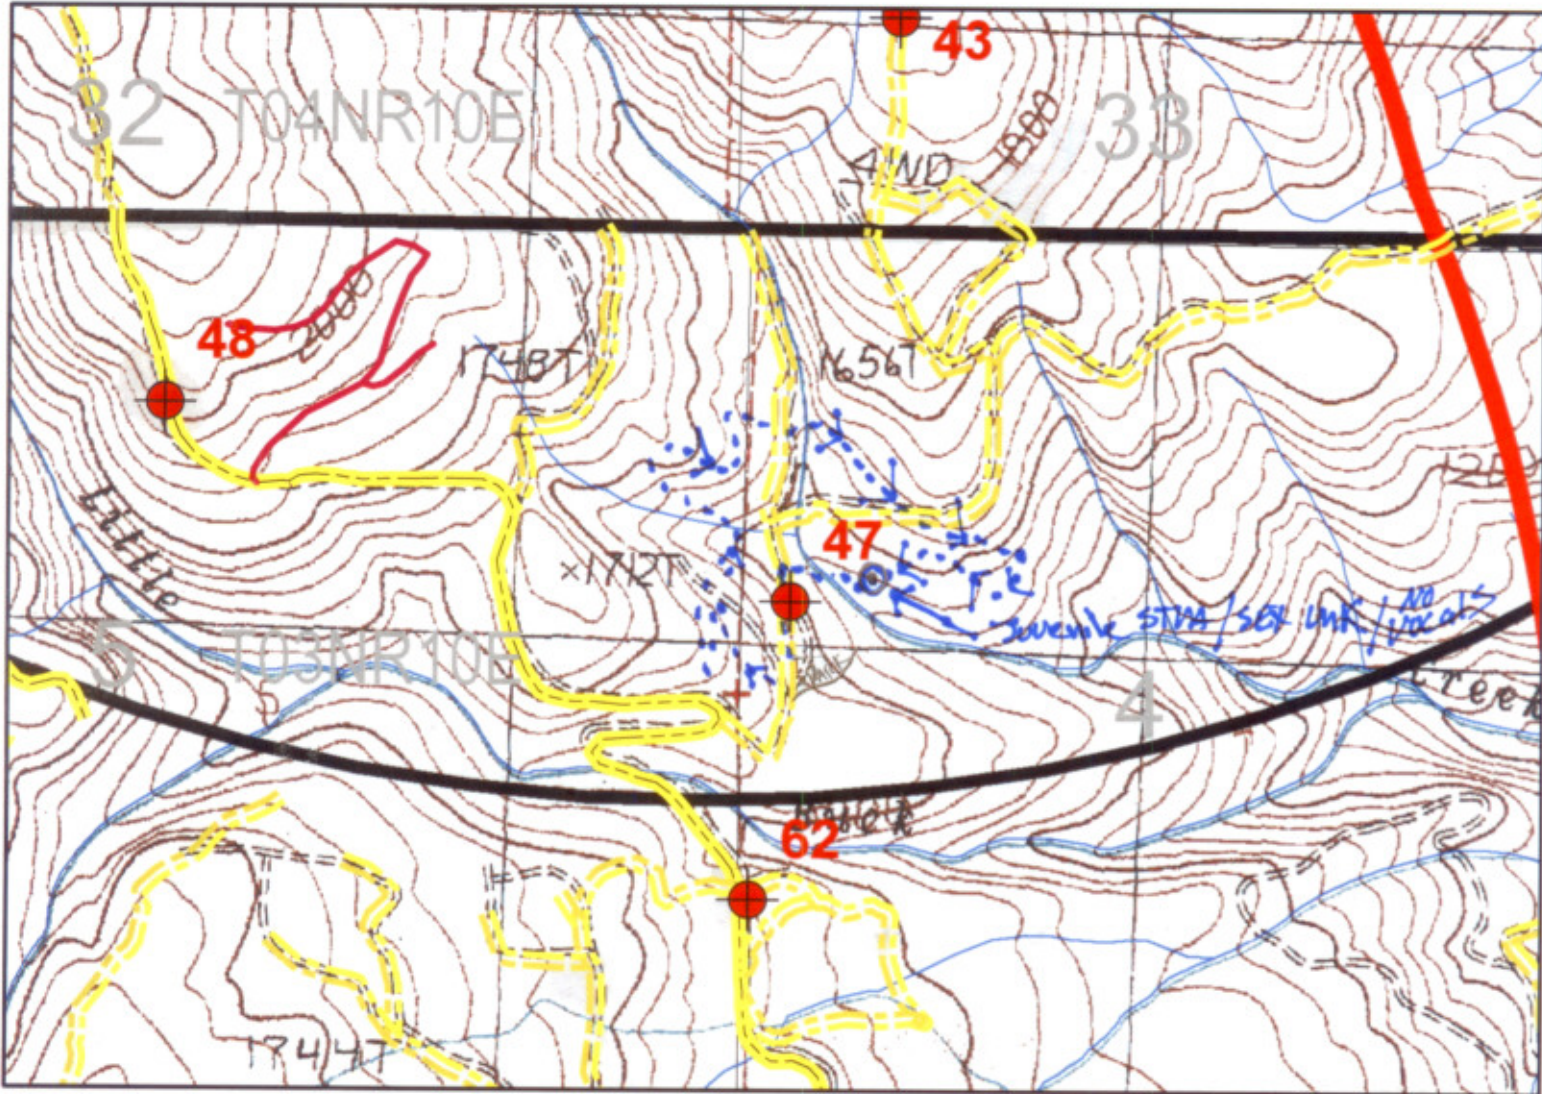 43
32 T04NR10E
33
1900
48
2000
1748T
1656T
47
Little
×1712T
Juvenile STVA / SEX UNK / NO VOCALS
5 T03NR10E
5
4
Creek
62
1744T